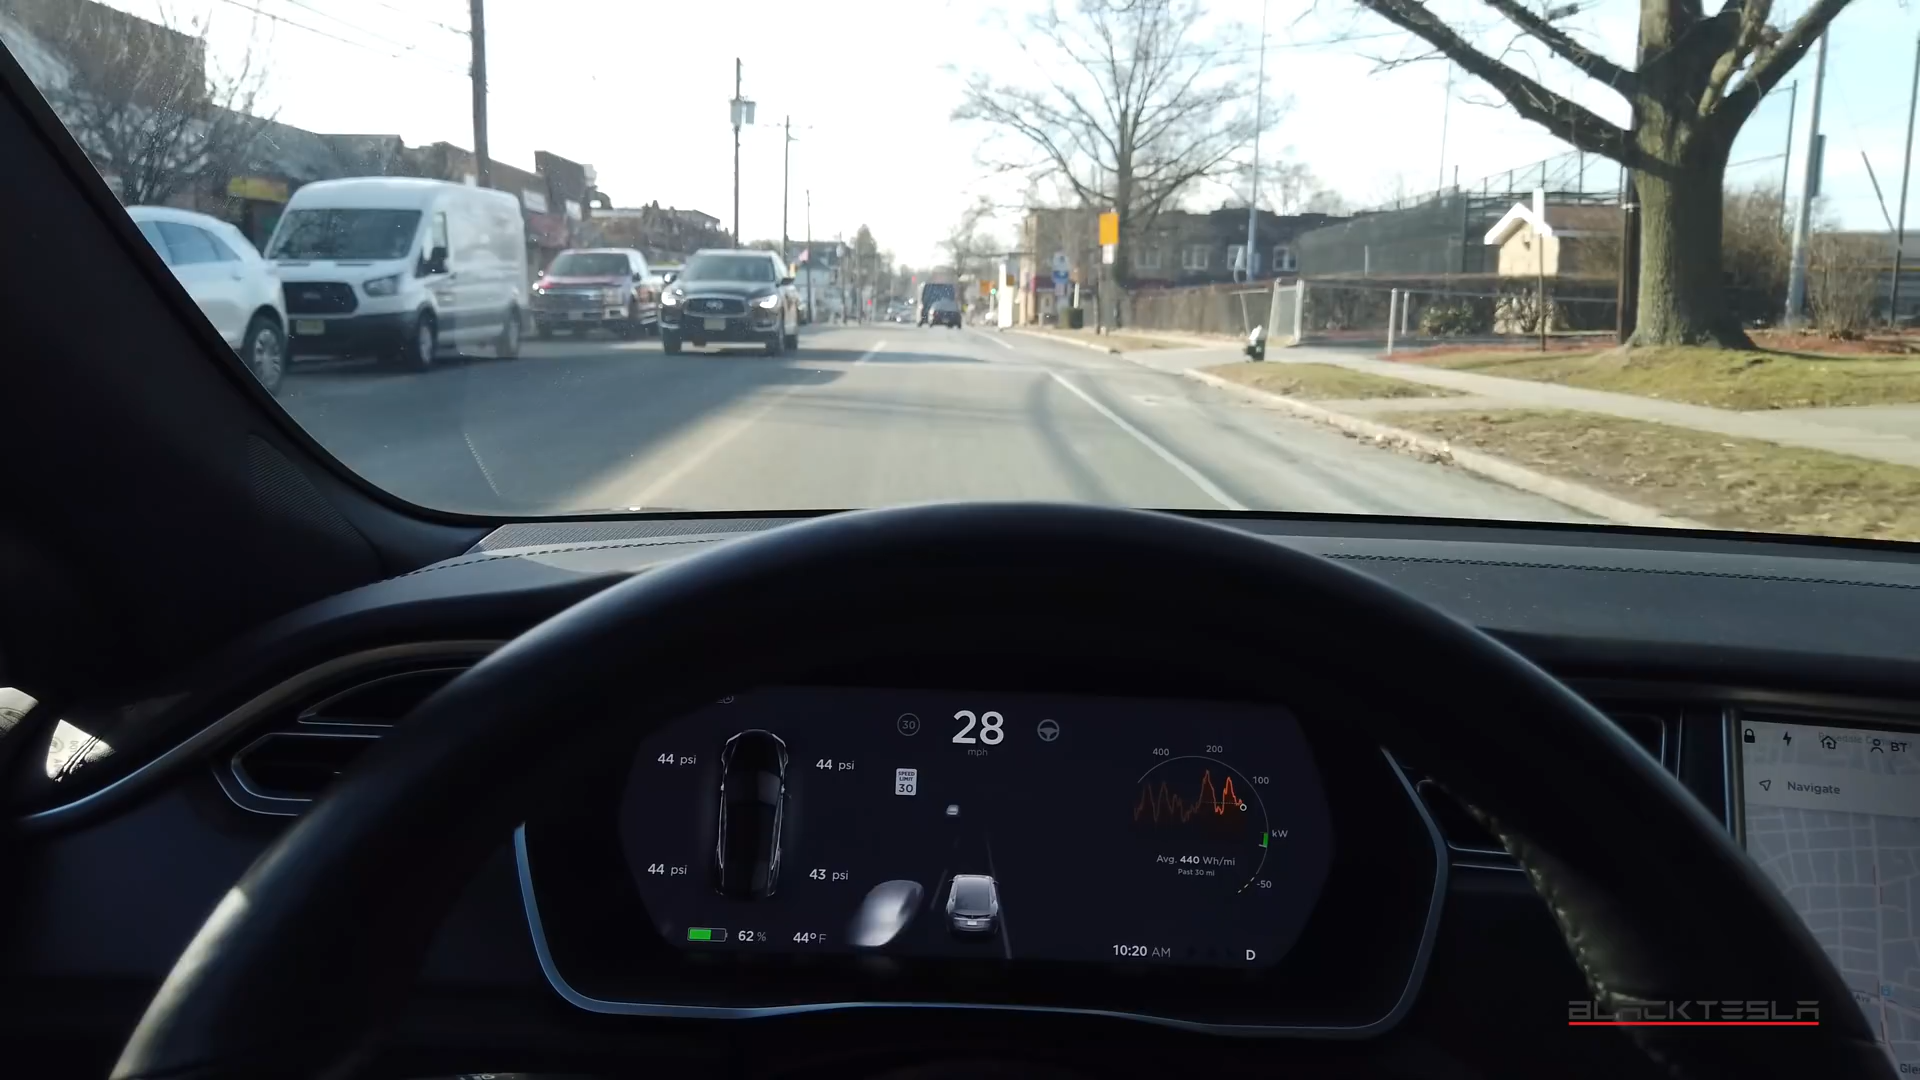 30
28
mph
44 psi
44 psi
SPEED
LIMIT
30
400
200
100
kW
-50
Avg. 440 Wh/mi
Past 30 mi
44 psi
43 psi
62 %
44° F
10:20 AM
D
BT
Navigate
BLACKTESLA